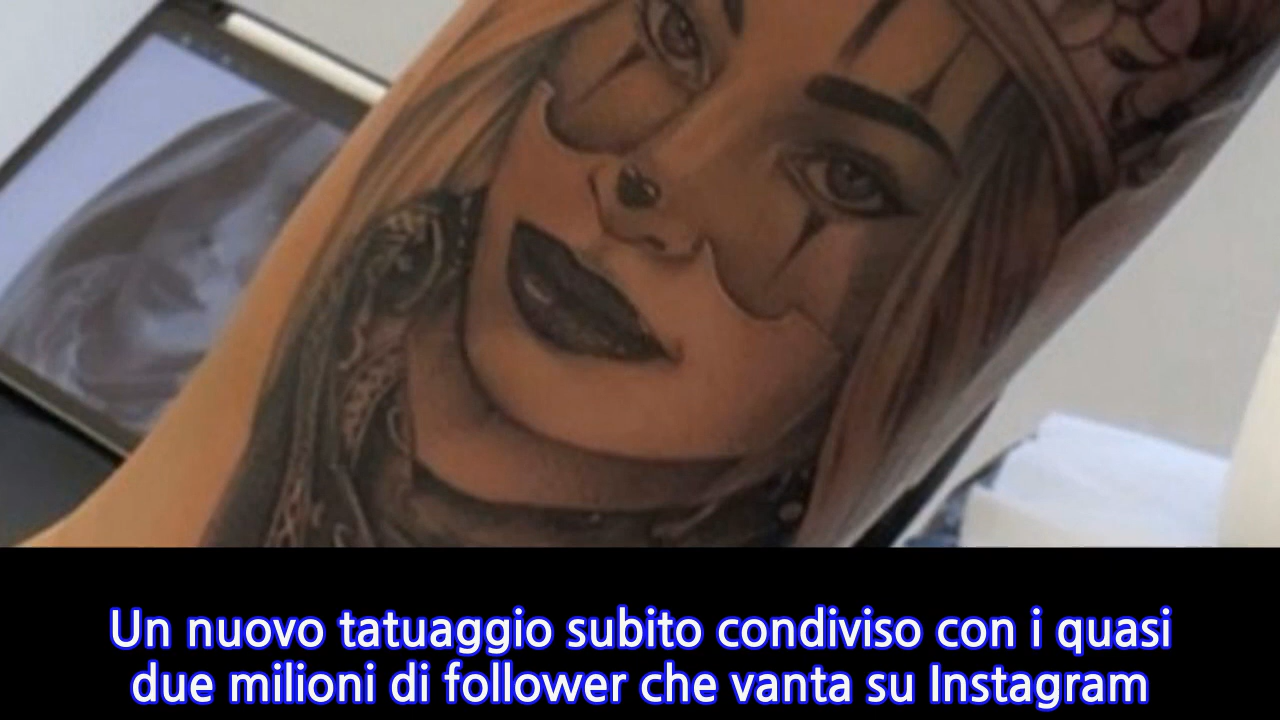 Un nuovo tatuaggio subito condiviso con i quasi
due milioni di follower che vanta su Instagram